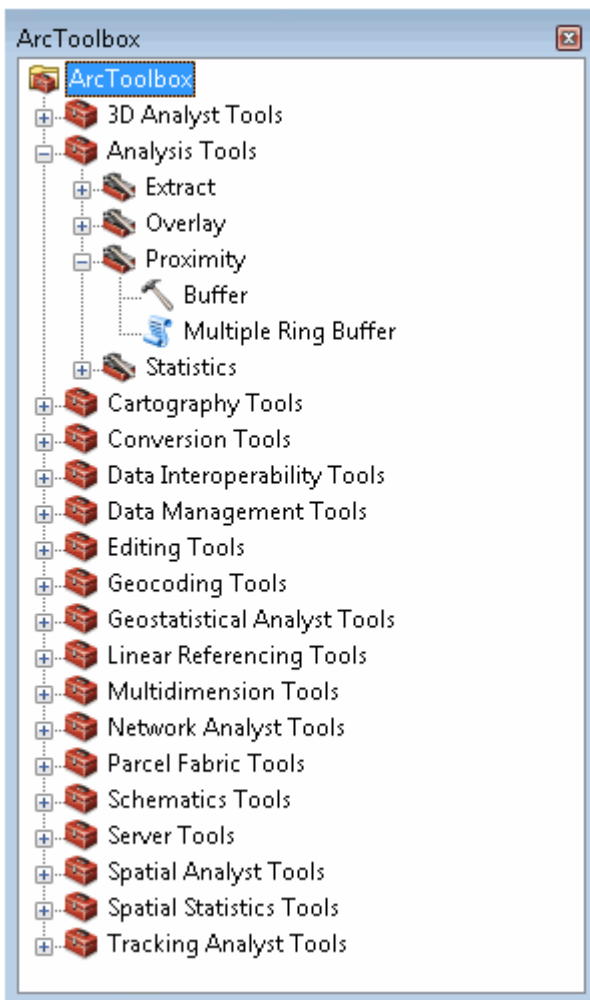 ArcToolbox
ArcToolbox
3D Analyst Tools
Analysis Tools
Extract
Overlay
Proximity
Buffer
Multiple Ring Buffer
Statistics
Cartography Tools
Conversion Tools
Data Interoperability Tools
Data Management Tools
Editing Tools
Geocoding Tools
Geostatistical Analyst Tools
Linear Referencing Tools
Multidimension Tools
Network Analyst Tools
Parcel Fabric Tools
Schematics Tools
Server Tools
Spatial Analyst Tools
Spatial Statistics Tools
Tracking Analyst Tools